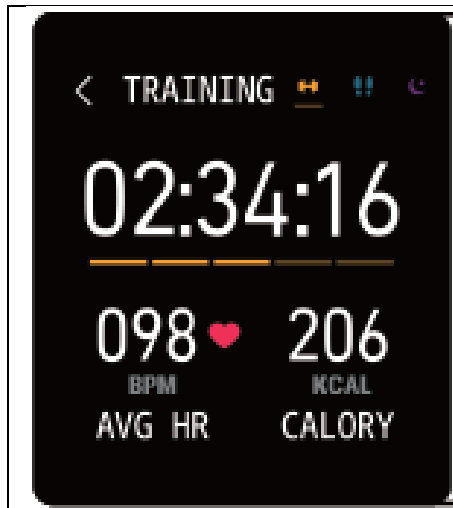 < TRAINING
02:34:16
098 206
BPM KCAL
AVG HR CALORY